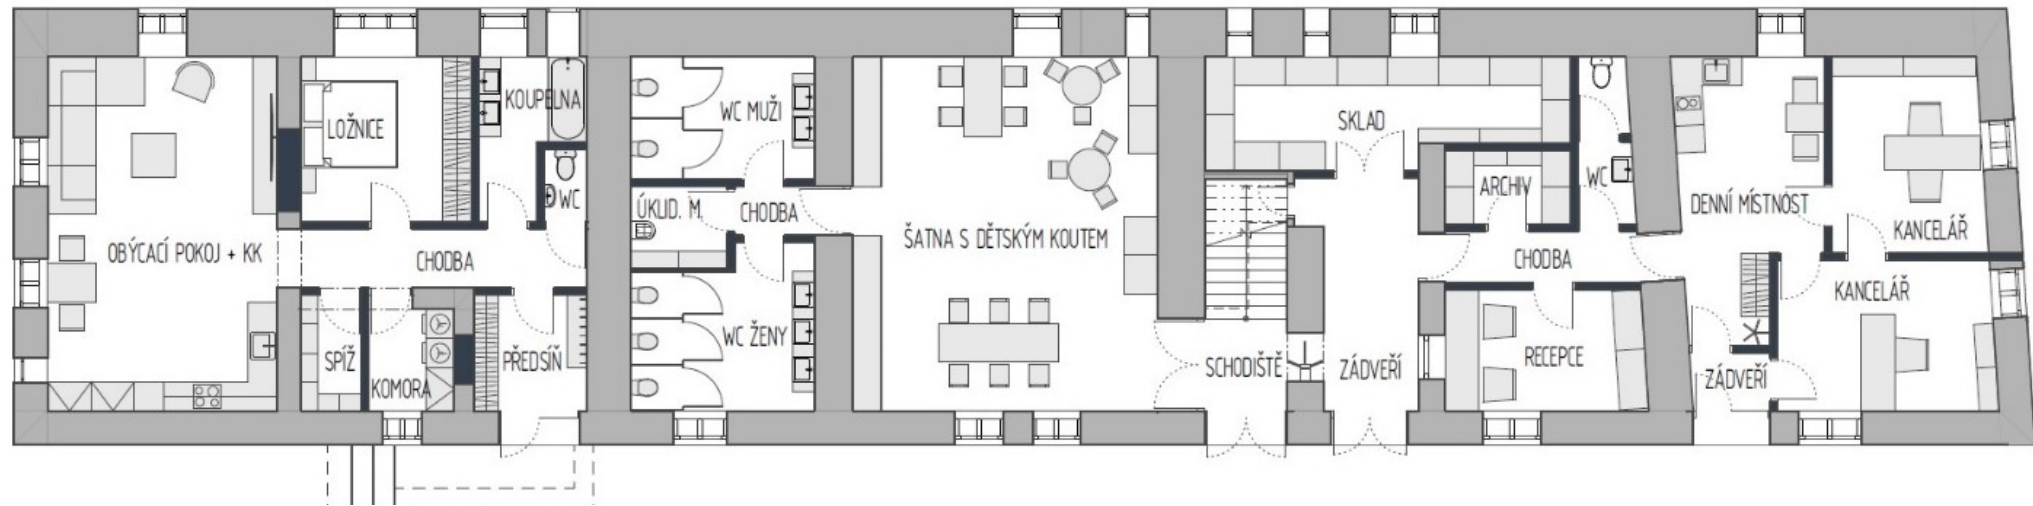 OBÝCACÍ POKOJ + KK
LOŽNICE
KOUPELNA
WC
CHODBA
SPÍŽ
KOMORA
PŘEDSÍŇ
WC MUŽI
ÚKLID. M.
CHODBA
WC ŽENY
ŠATNA S DĚTSKÝM KOUTEM
SKLAD
ARCHIV
WC
CHODBA
SCHODIŠTĚ
ZÁDVEŘÍ
RECEPCE
DENNÍ MÍSTNOST
KANCELÁŘ
KANCELÁŘ
ZÁDVEŘÍ